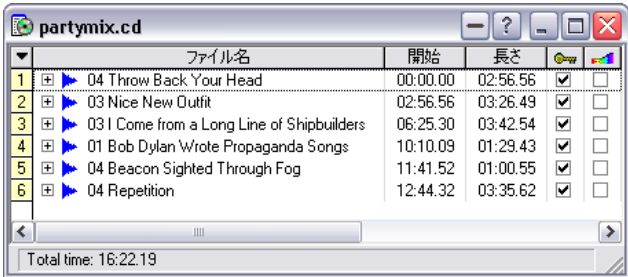 partymix.cd
ファイル名 開始 長さ
1 04 Throw Back Your Head 00:00.00 02:56.56
2 03 Nice New Outfit 02:56.56 03:26.49
3 03 I Come from a Long Line of Shipbuilders 06:25.30 03:42.54
4 01 Bob Dylan Wrote Propaganda Songs 10:10.09 01:29.43
5 04 Beacon Sighted Through Fog 11:41.52 01:00.55
6 04 Repetition 12:44.32 03:35.62
Total time: 16:22.19